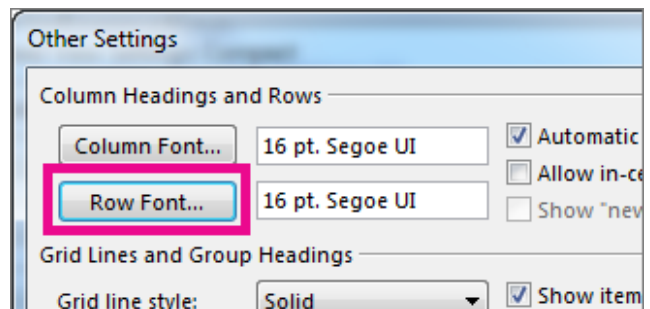 Other Settings
Column Headings and Rows
Column Font... 16 pt. Segoe UI Automatic
Allow in-ce
Row Font... 16 pt. Segoe UI
Show "new
Grid Lines and Group Headings
Grid line style: Solid Show item